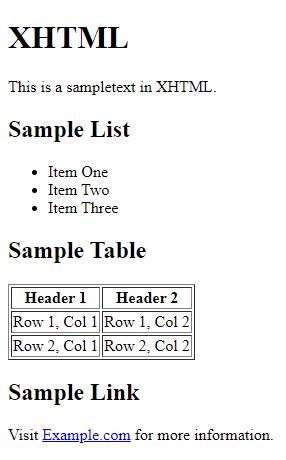 XHTML
This is a sampletext in XHTML.
Sample List
• Item One
• Item Two
• Item Three
Sample Table
Header 1 Header 2
Row 1, Col 1 Row 1, Col 2
Row 2, Col 1 Row 2, Col 2
Sample Link
Visit Example.com for more information.